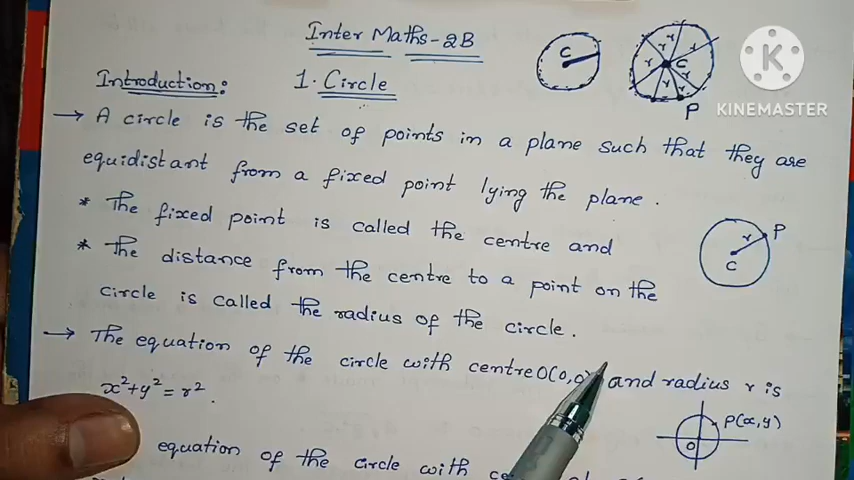 Inter Maths-2B
Introduction:
1. Circle
→ A circle is the set of points in a plane such that they are
equidistant from a fixed point lying the plane.
* The fixed point is called the centre and
* The distance from the centre to a point on the
circle is called the radius of the circle.
→ The equation of the circle with centre O(0,0) and radius r is
x²+y²=r².
equation of the circle with
C
r
r
r
r
r
r
C
P
r
C
P
P(x,y)
O
K
KINEMASTER